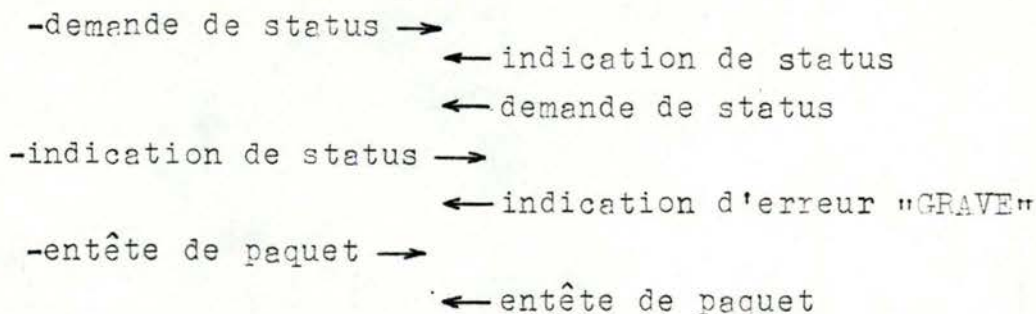 -demande de status →
← indication de status
← demande de status
-indication de status →
← indication d'erreur "GRAVE"
-entête de paquet →
← entête de paquet